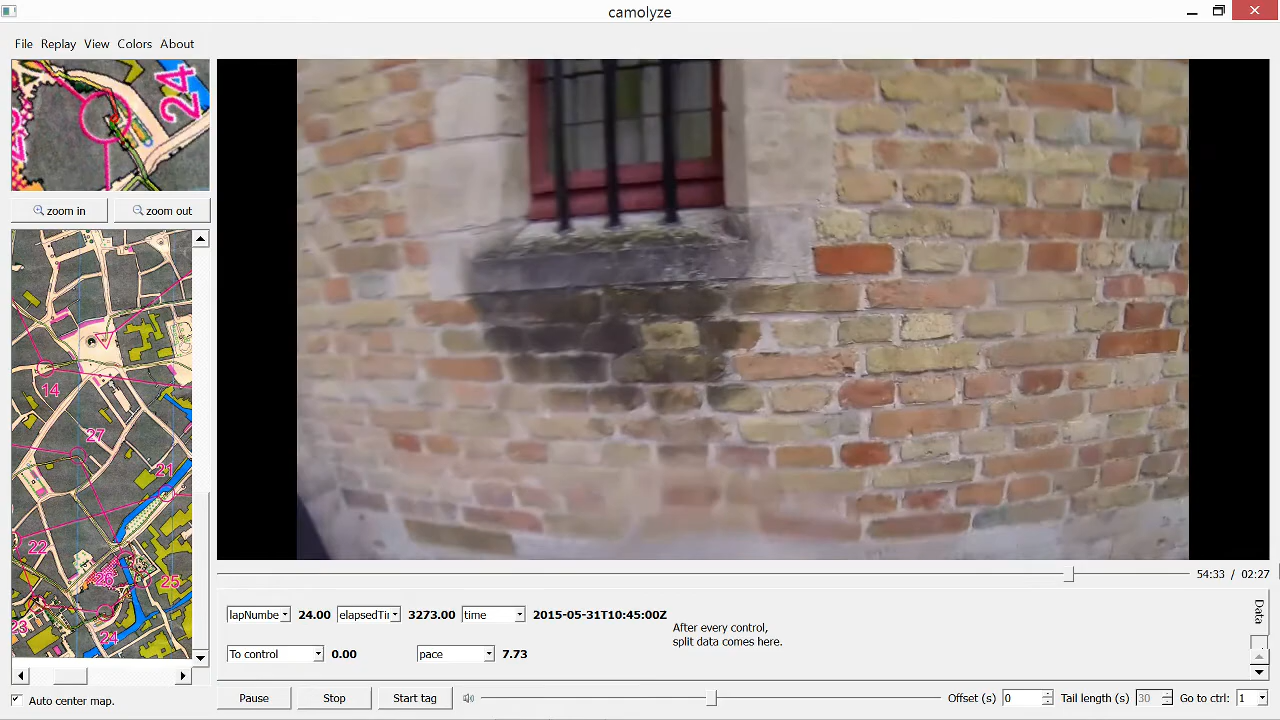 camolyze
File Replay View Colors About
24
zoom in zoom out
14
27
21
22
26
25
23
24
54:33 / 02:27
lapNumbe 24.00 elapsedTir 3273.00 time 2015-05-31T10:45:00Z
After every control,
split data comes here.
To control 0.00 pace 7.73
Data
Auto center map.
Pause Stop Start tag Offset (s) 0 Tail length (s) 30 Go to ctrl: 1